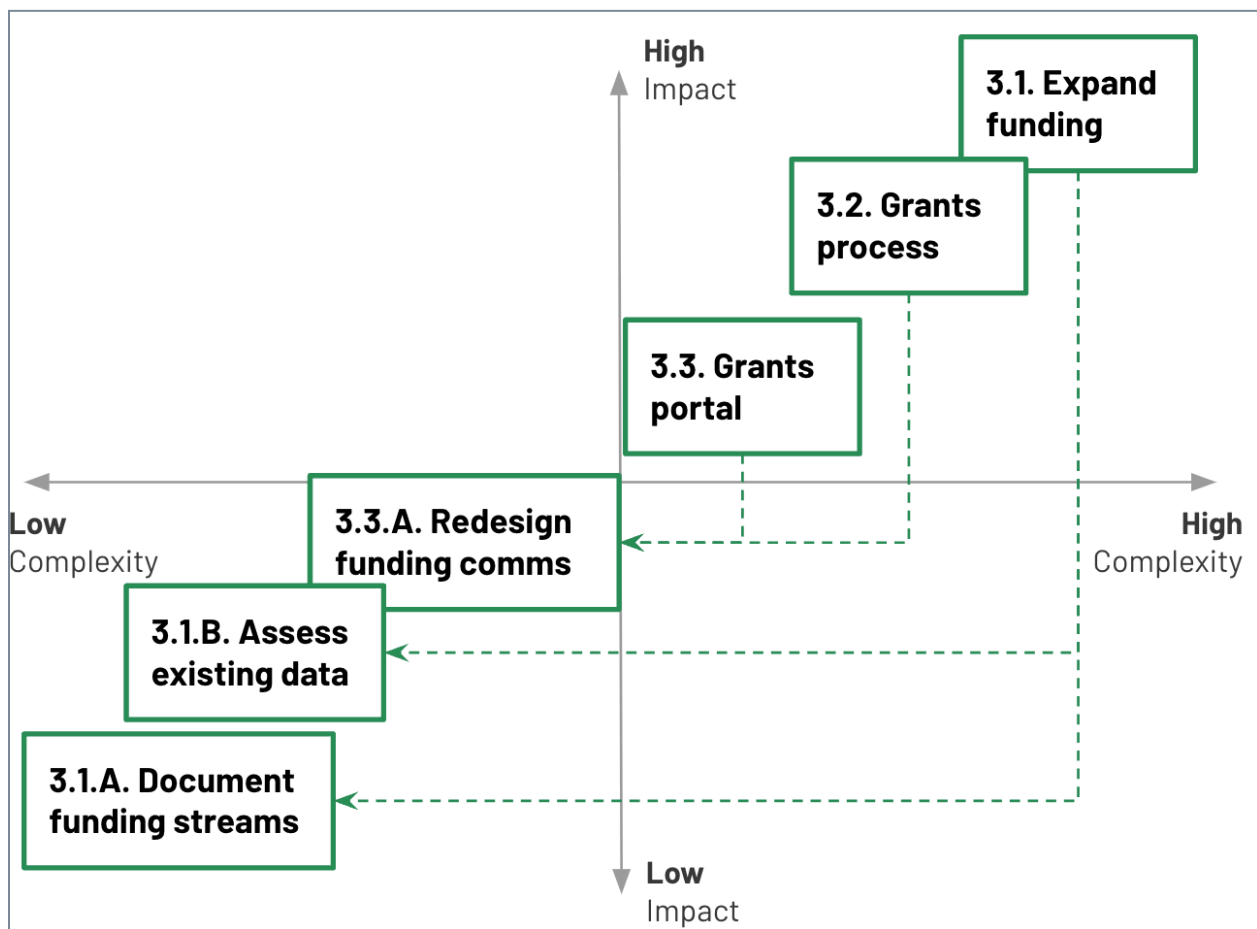 High
Impact
3.1. Expand
funding
3.2. Grants
process
3.3. Grants
portal
Low
Complexity
High
Complexity
3.3.A. Redesign
funding comms
3.1.B. Assess
existing data
3.1.A. Document
funding streams
Low
Impact